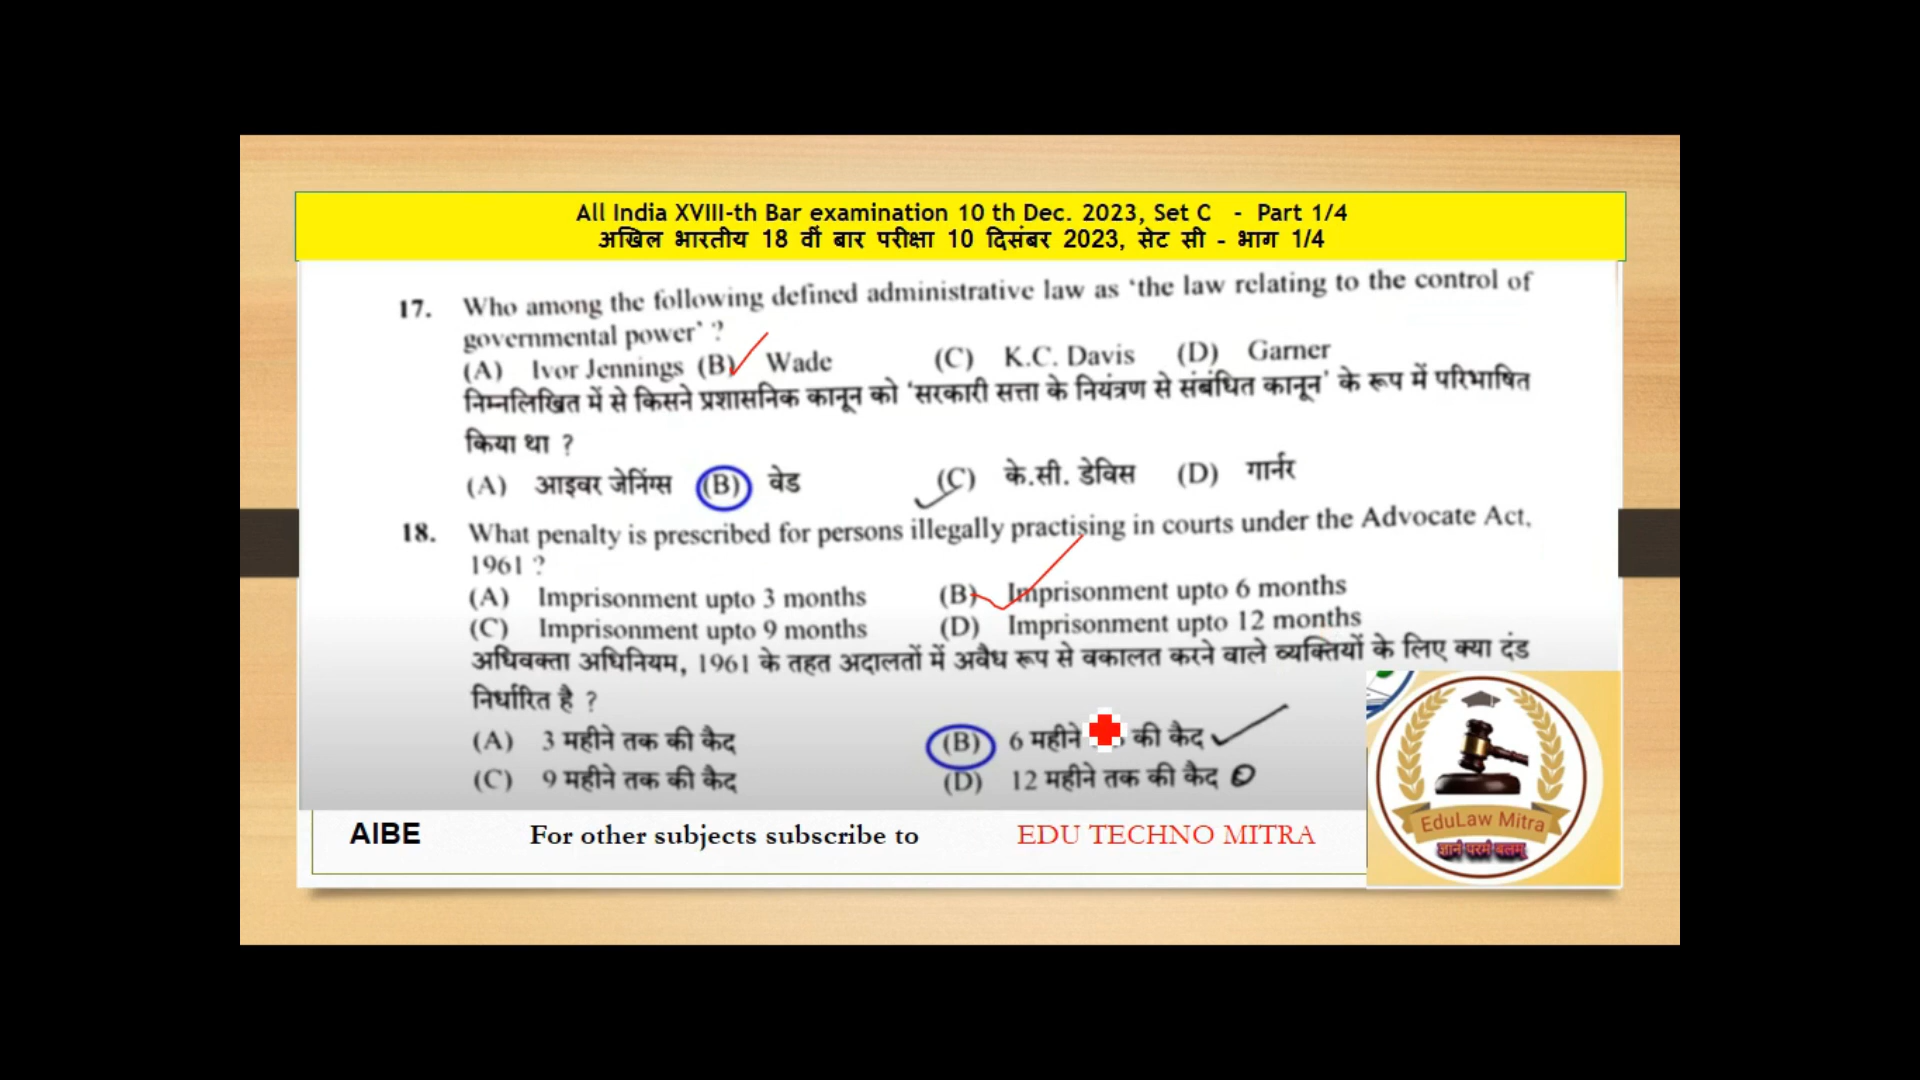 All India XVIII-th Bar examination 10 th Dec. 2023, Set C - Part 1/4
अखिल भारतीय 18 वीं बार परीक्षा 10 दिसंबर 2023, सेट सी - भाग 1/4
17. Who among the following defined administrative law as ‘the law relating to the control of
governmental power’ ?
(A) Ivor Jennings (B) Wade (C) K.C. Davis (D) Garner
निम्नलिखित में से किसने प्रशासनिक कानून को ‘सरकारी सत्ता के नियंत्रण से संबंधित कानून’ के रूप में परिभाषित
किया था ?
(A) आइवर जेनिंग्स (B) वेड (C) के.सी. डेविस (D) गार्नर
18. What penalty is prescribed for persons illegally practising in courts under the Advocate Act,
1961 ?
(A) Imprisonment upto 3 months (B) Imprisonment upto 6 months
(C) Imprisonment upto 9 months (D) Imprisonment upto 12 months
अधिवक्ता अधिनियम, 1961 के तहत अदालतों में अवैध रूप से वकालत करने वाले व्यक्तियों के लिए क्या दंड
निर्धारित है ?
(A) 3 महीने तक की कैद (B) 6 महीने की कैद
(C) 9 महीने तक की कैद (D) 12 महीने तक की कैद
AIBE For other subjects subscribe to EDU TECHNO MITRA
EduLaw Mitra
ज्ञानं परमं बलम्